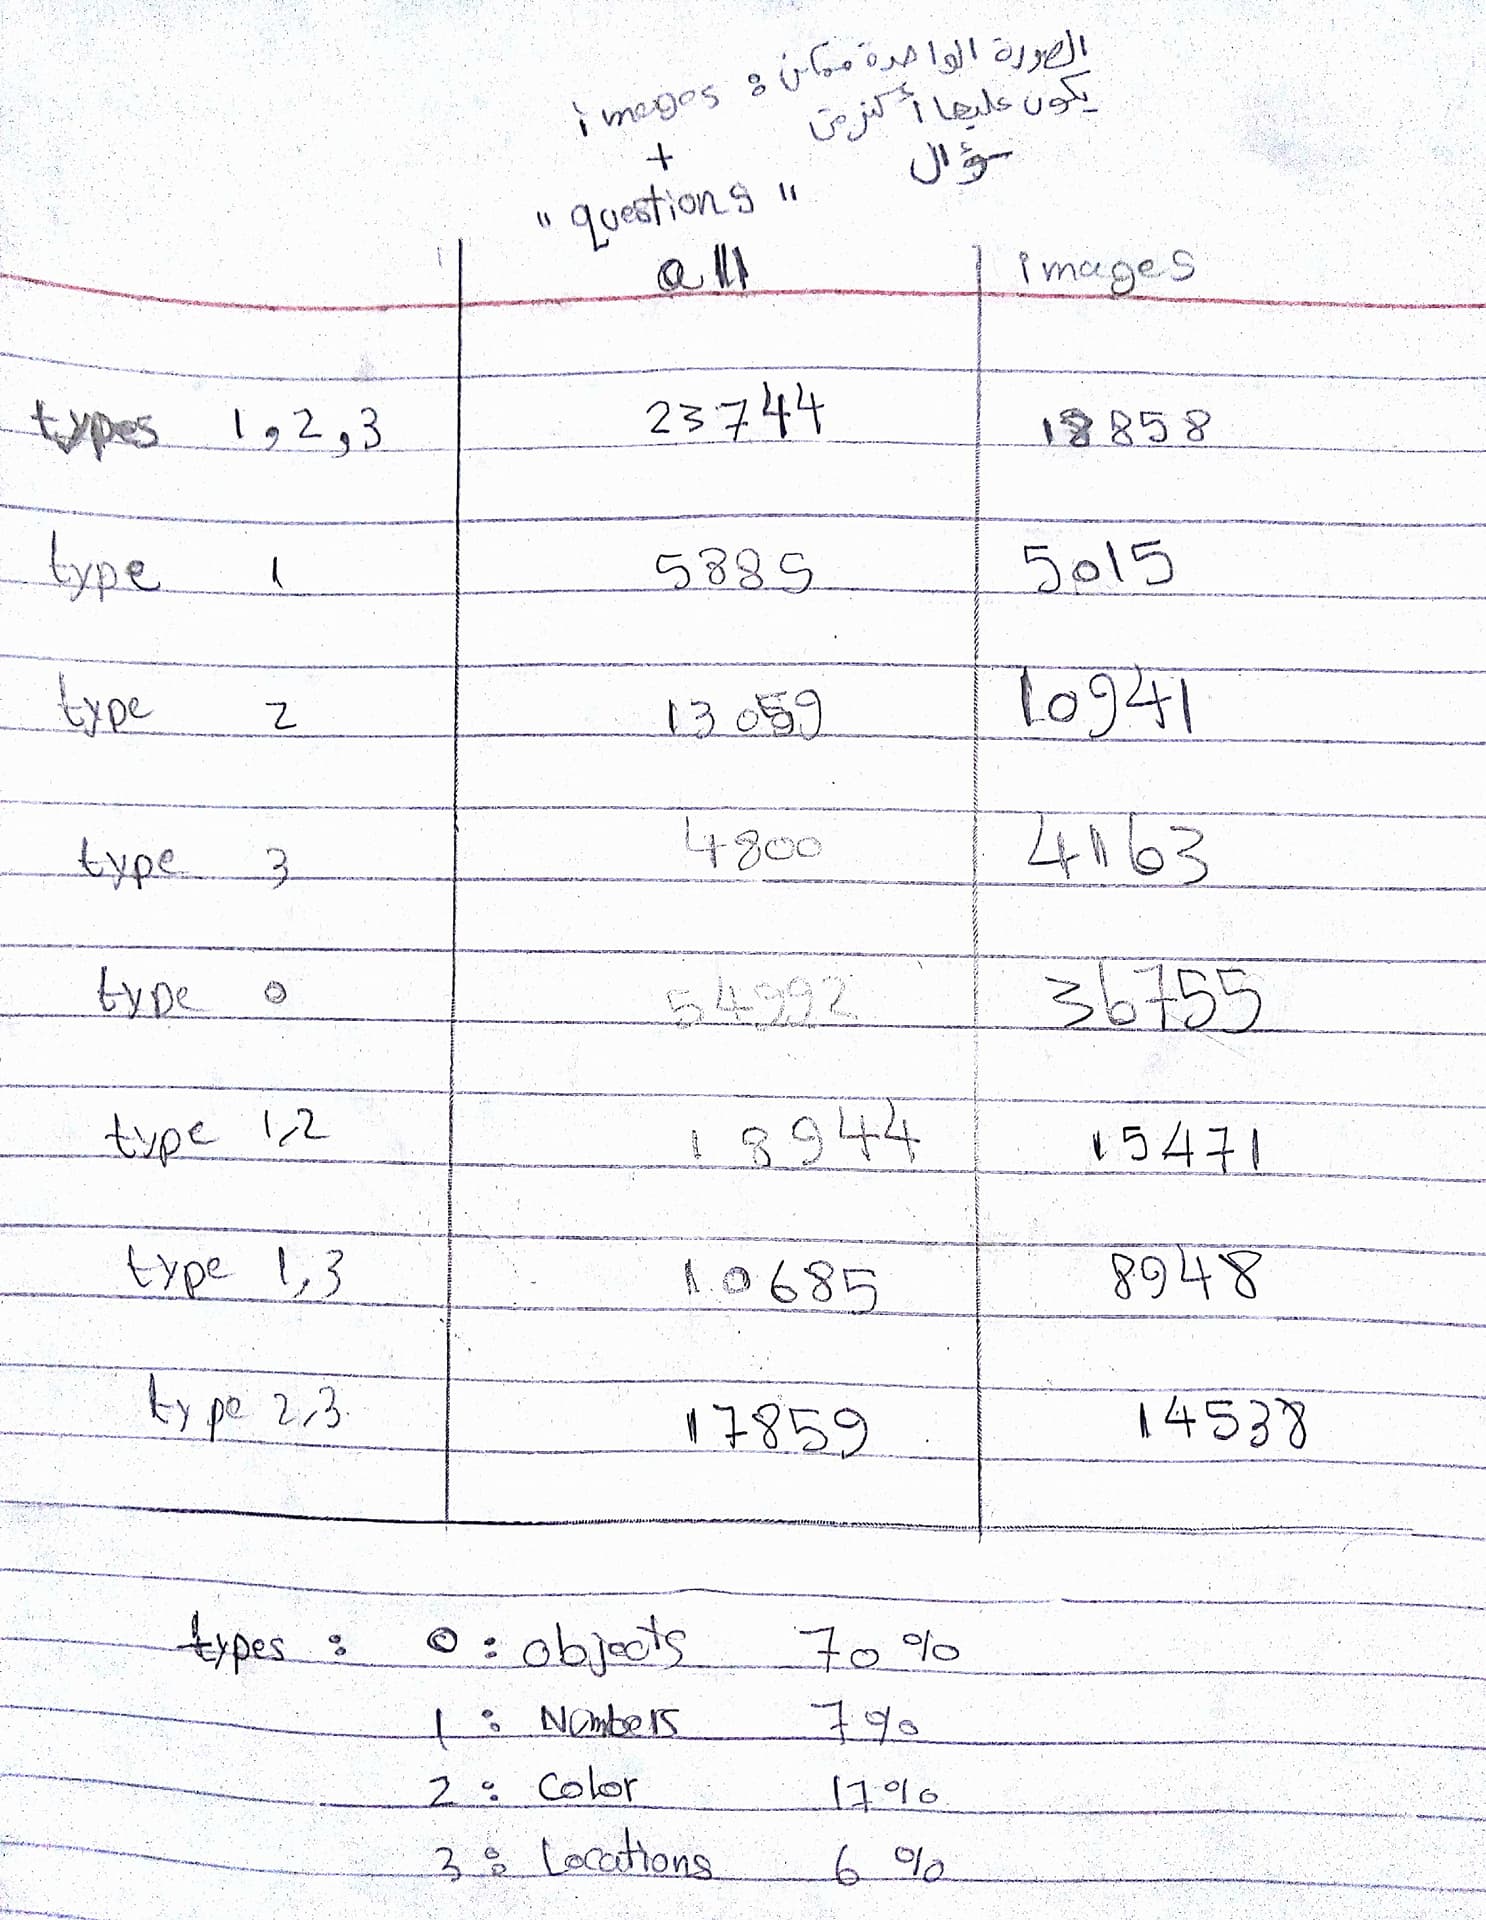 images : الصورة الواحدة ممكن
يكون عليها أكثر من
+
سؤال
"questions"
all images
types 1,2,3 23744 18858
type 1 5885 5015
type 2 13059 10941
type 3 4800 4163
type 0 54992 36755
type 1,2 18944 15471
type 1,3 10685 8948
type 2,3 17859 14538
types : 0 : objects 70%
1 : Numbers 7%
2 : Color 17%
3 : Locations 6%